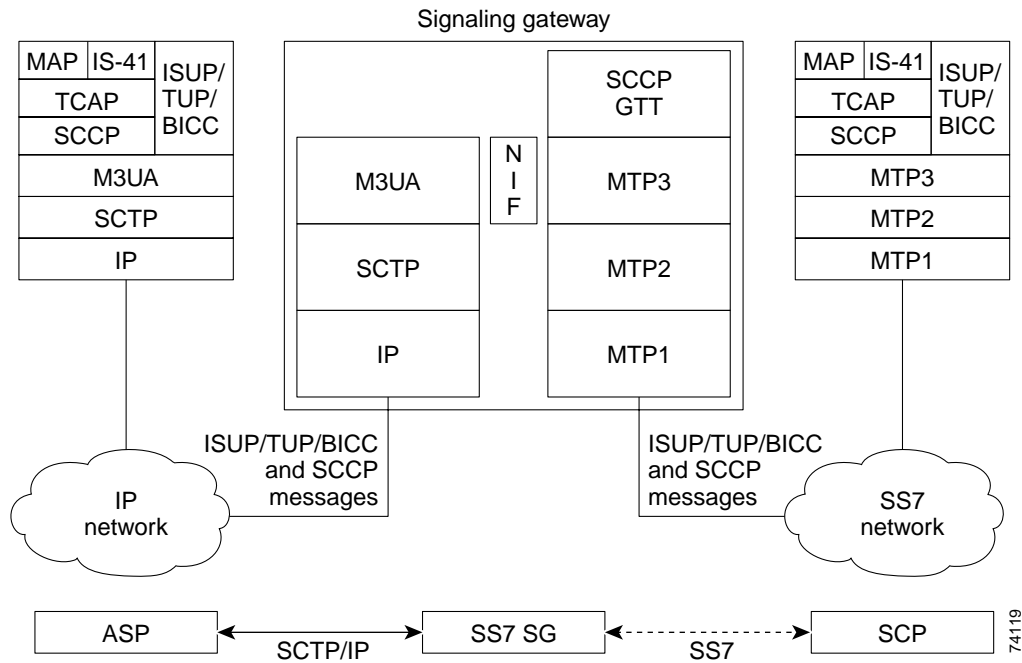 Signaling gateway
MAP
IS-41
ISUP/
TUP/
BICC
TCAP
SCCP
M3UA
SCTP
IP
M3UA
SCTP
IP
N
I
F
SCCP
GTT
MTP3
MTP2
MTP1
MAP
IS-41
ISUP/
TUP/
BICC
TCAP
SCCP
MTP3
MTP2
MTP1
ISUP/TUP/BICC
and SCCP
messages
ISUP/TUP/BICC
and SCCP
messages
IP
network
SS7
network
ASP
SCTP/IP
SS7 SG
SS7
SCP
74119